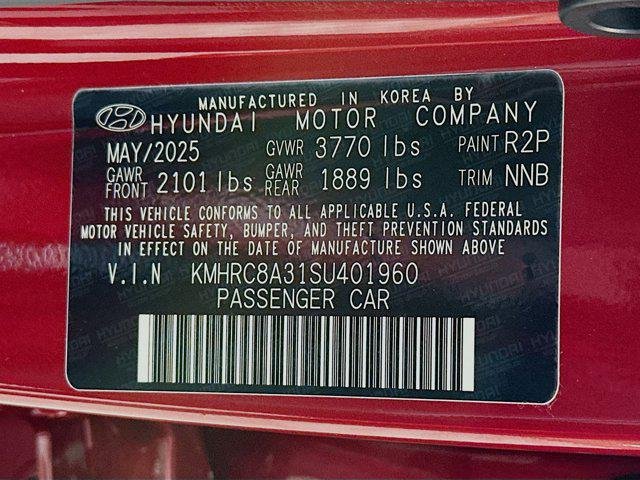 MANUFACTURED IN KOREA BY
HYUNDAI MOTOR COMPANY
MAY/2025 GVWR 3770 lbs PAINT R2P
GAWR FRONT 2101 lbs GAWR REAR 1889 lbs TRIM NNB
THIS VEHICLE CONFORMS TO ALL APPLICABLE U.S.A. FEDERAL
MOTOR VEHICLE SAFETY, BUMPER, AND THEFT PREVENTION STANDARDS
IN EFFECT ON THE DATE OF MANUFACTURE SHOWN ABOVE
V.I.N KMHRC8A31SU401960
PASSENGER CAR